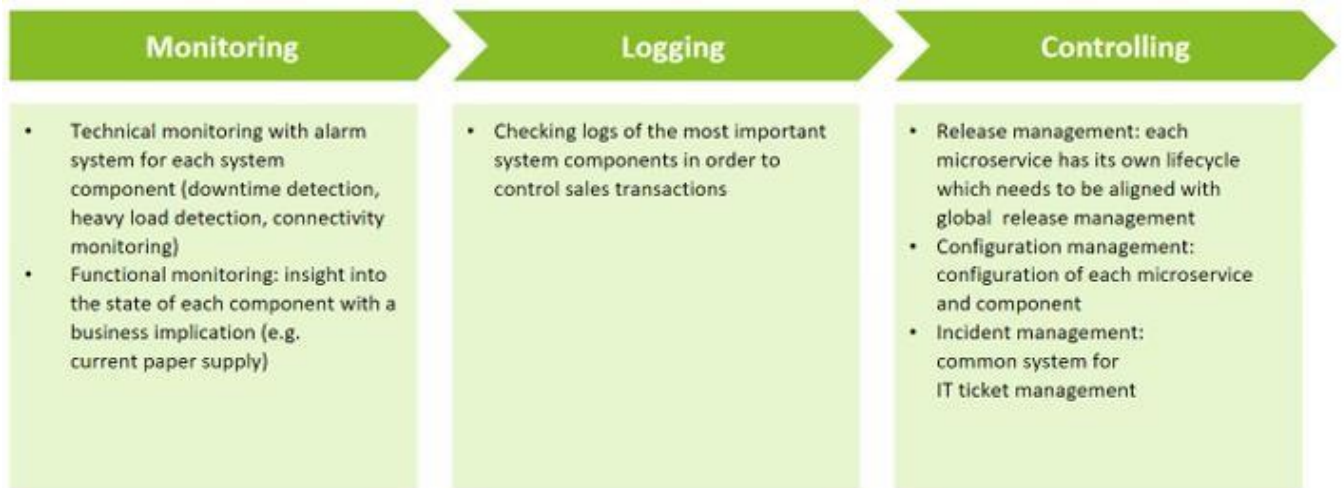 Monitoring
Logging
Controlling
• Technical monitoring with alarm
system for each system
component (downtime detection,
heavy load detection, connectivity
monitoring)
• Functional monitoring: insight into
the state of each component with a
business implication (e.g.
current paper supply)
• Checking logs of the most important
system components in order to
control sales transactions
• Release management: each
microservice has its own lifecycle
which needs to be aligned with
global release management
• Configuration management:
configuration of each microservice
and component
• Incident management:
common system for
IT ticket management